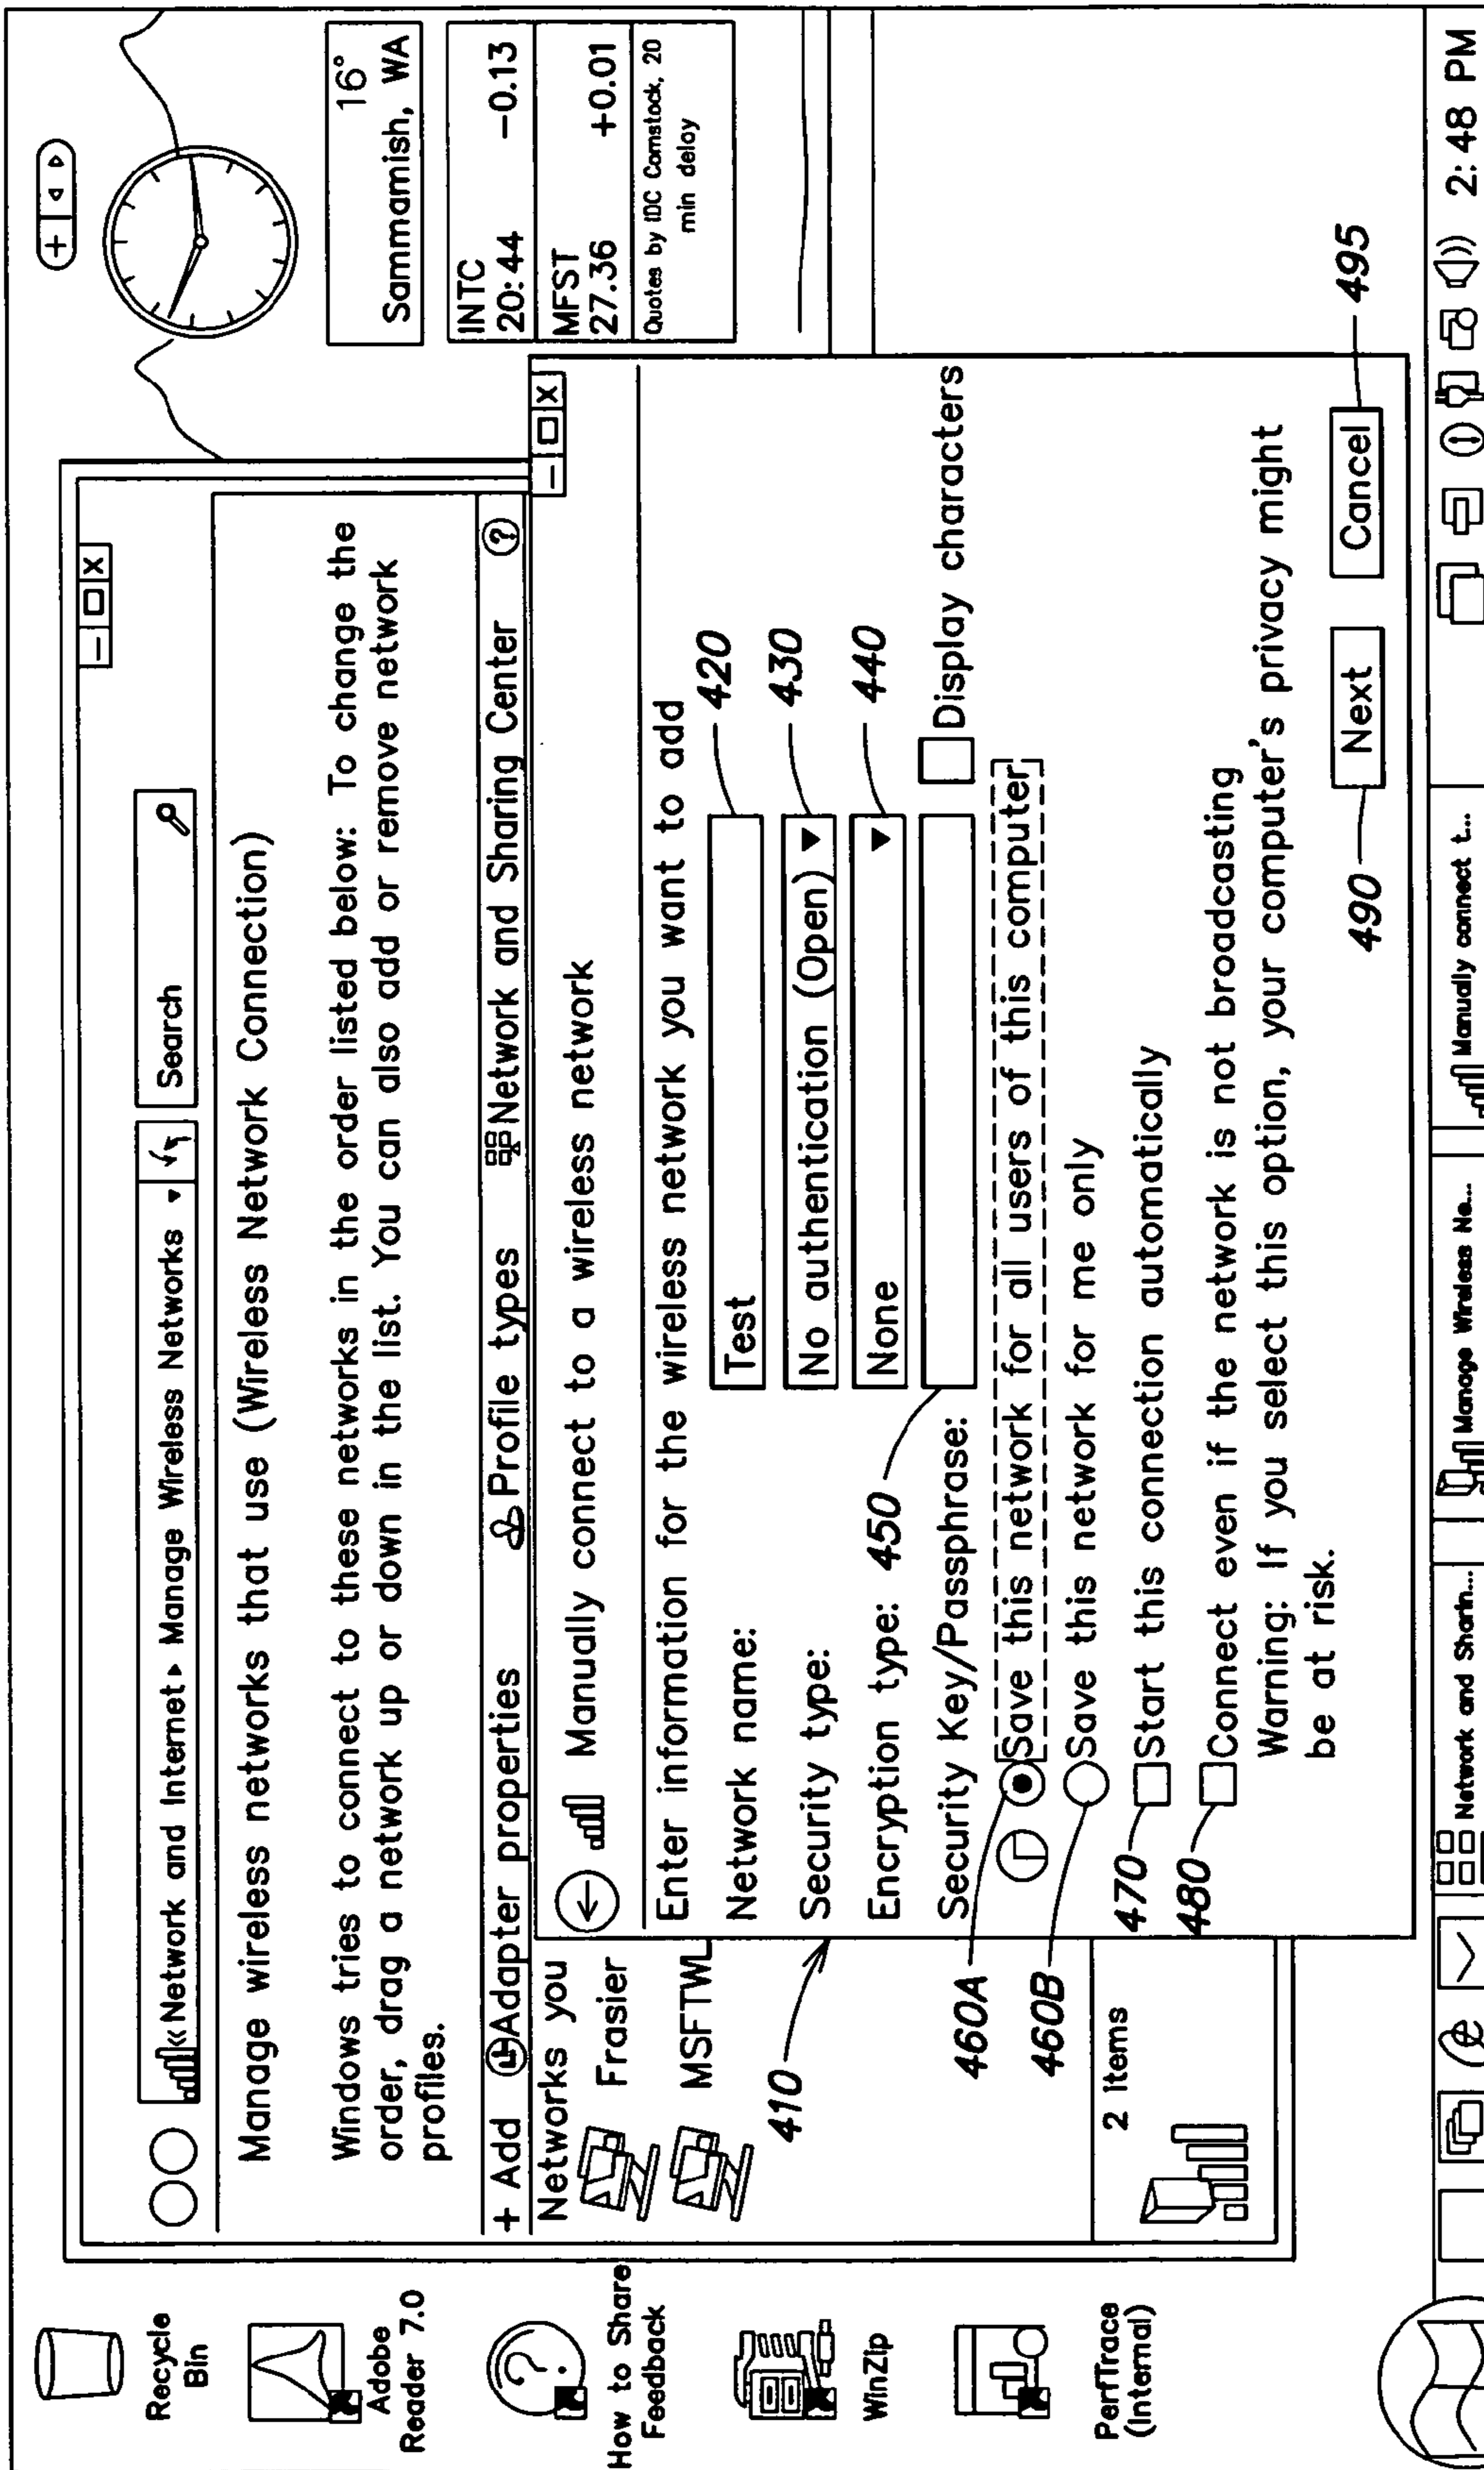 Recycle
Bin
Adobe
Reader 7.0
How to Share
Feedback
WinZip
PerfTrace
(Internal)
« Network and Internet ▸ Manage Wireless Networks ▾
Search
– □ X
Manage wireless networks that use (Wireless Network Connection)
Windows tries to connect to these networks in the order listed below: To change the
order, drag a network up or down in the list. You can also add or remove network
profiles.
+ Add Adapter properties Profile types Network and Sharing Center ?
Networks you
Frasier
MSFTWL
2 items
– □ X
Manually connect to a wireless network
Enter information for the wireless network you want to add
Network name: Test 420
Security type: No authentication (Open) ▼ 430
Encryption type: None ▼ 440
450
Security Key/Passphrase: Display characters
Save this network for all users of this computer
Save this network for me only
Start this connection automatically
Connect even if the network is not broadcasting
Warning: If you select this option, your computer's privacy might
be at risk.
Next Cancel
410
460A
460B
470
480
490
495
+
16°
Sammamish, WA
INTC
20:44 −0.13
MFST
27.36 +0.01
Quotes by IDC Comstock, 20
min delay
Network and Sharin...
Manage Wireless Ne...
Manually connect t...
2:48 PM